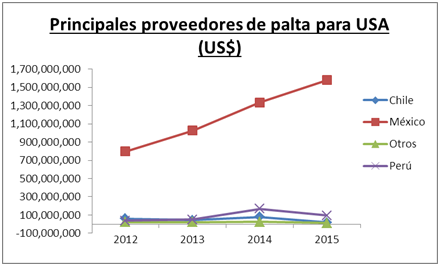 Principales proveedores de palta para USA
(US$)
1,700,000,000
1,500,000,000
1,300,000,000
1,100,000,000
900,000,000
700,000,000
500,000,000
300,000,000
100,000,000
-100,000,000
2012 2013 2014 2015
Chile
México
Otros
Perú